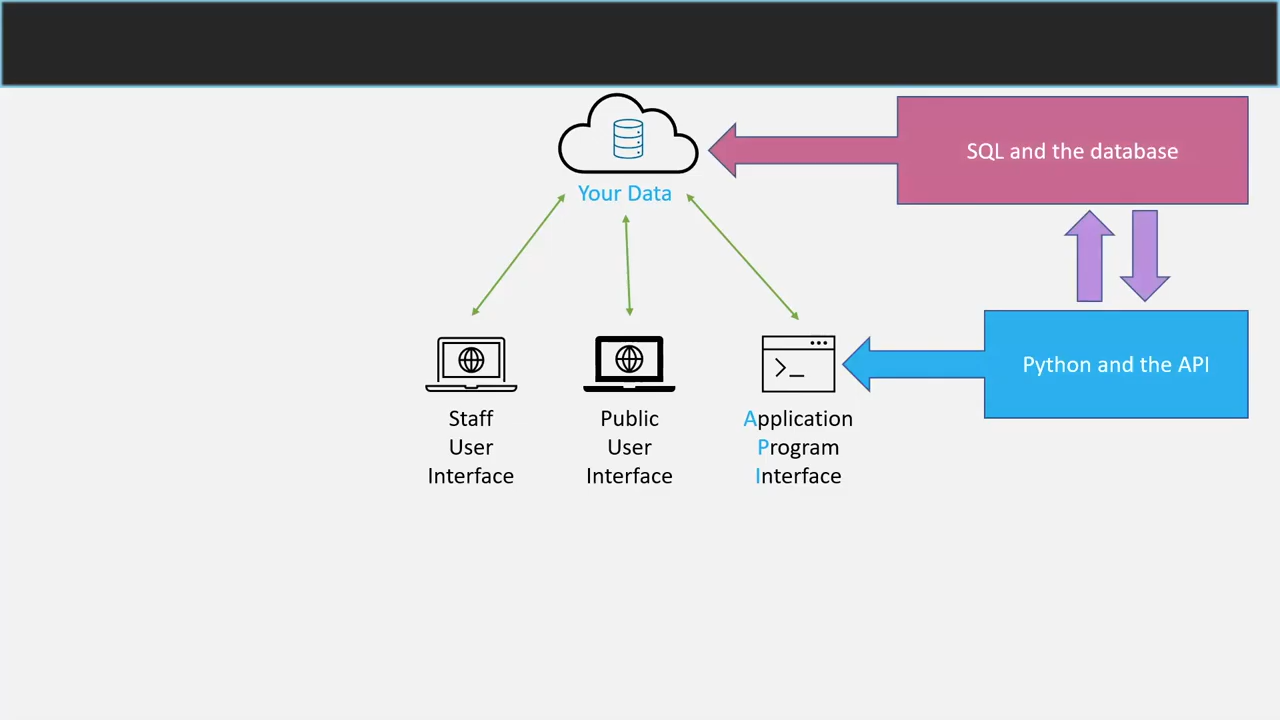 SQL and the database
Your Data
Python and the API
Staff
User
Interface
Public
User
Interface
Application
Program
Interface